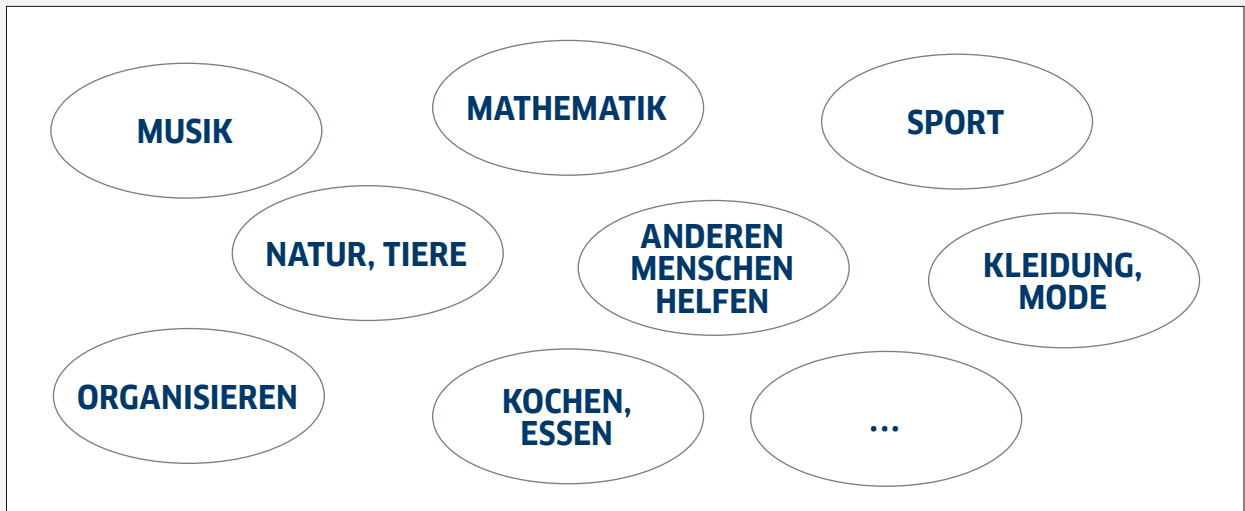 MUSIK
MATHEMATIK
SPORT
NATUR, TIERE
ANDEREN
MENSCHEN
HELFEN
KLEIDUNG,
MODE
ORGANISIEREN
KOCHEN,
ESSEN
...